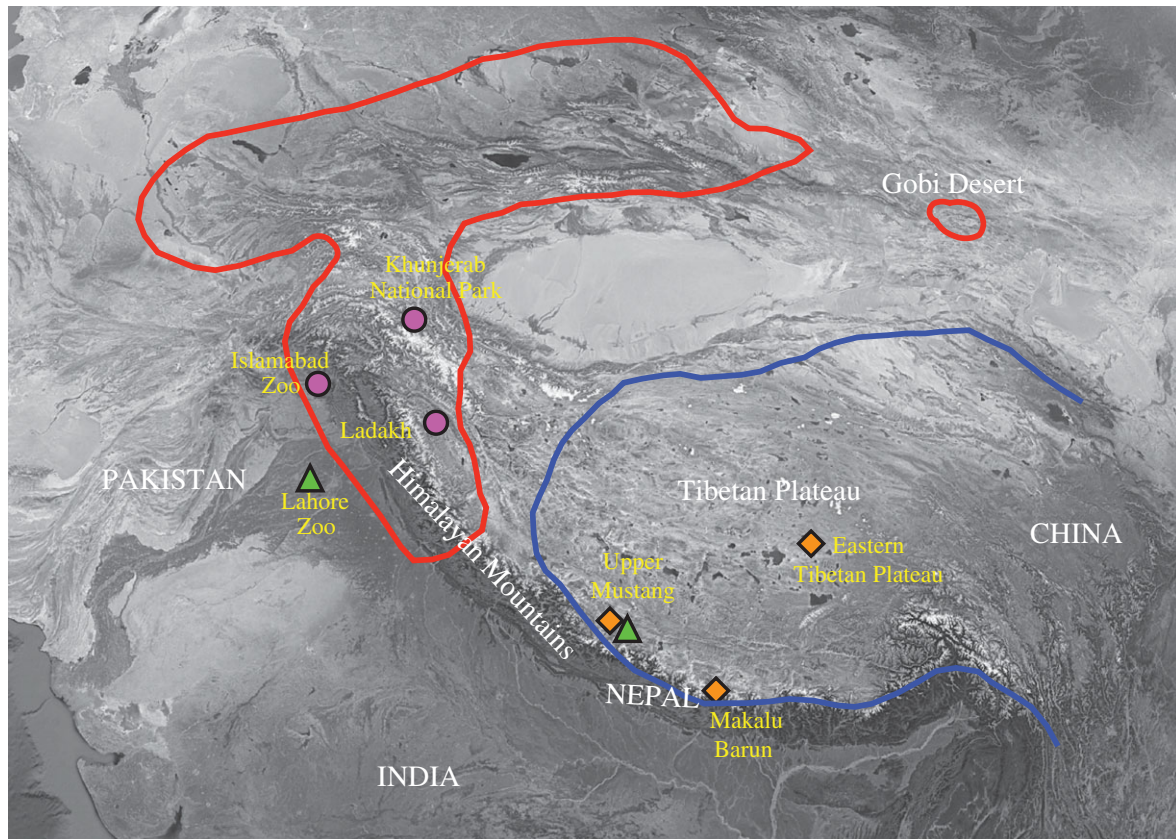 Gobi Desert
Khunjerab
National Park
Islamabad
Zoo
Ladakh
PAKISTAN
Lahore
Zoo
Himalayan Mountains
Tibetan Plateau
CHINA
Eastern
Tibetan Plateau
Upper
Mustang
NEPAL
Makalu
Barun
INDIA